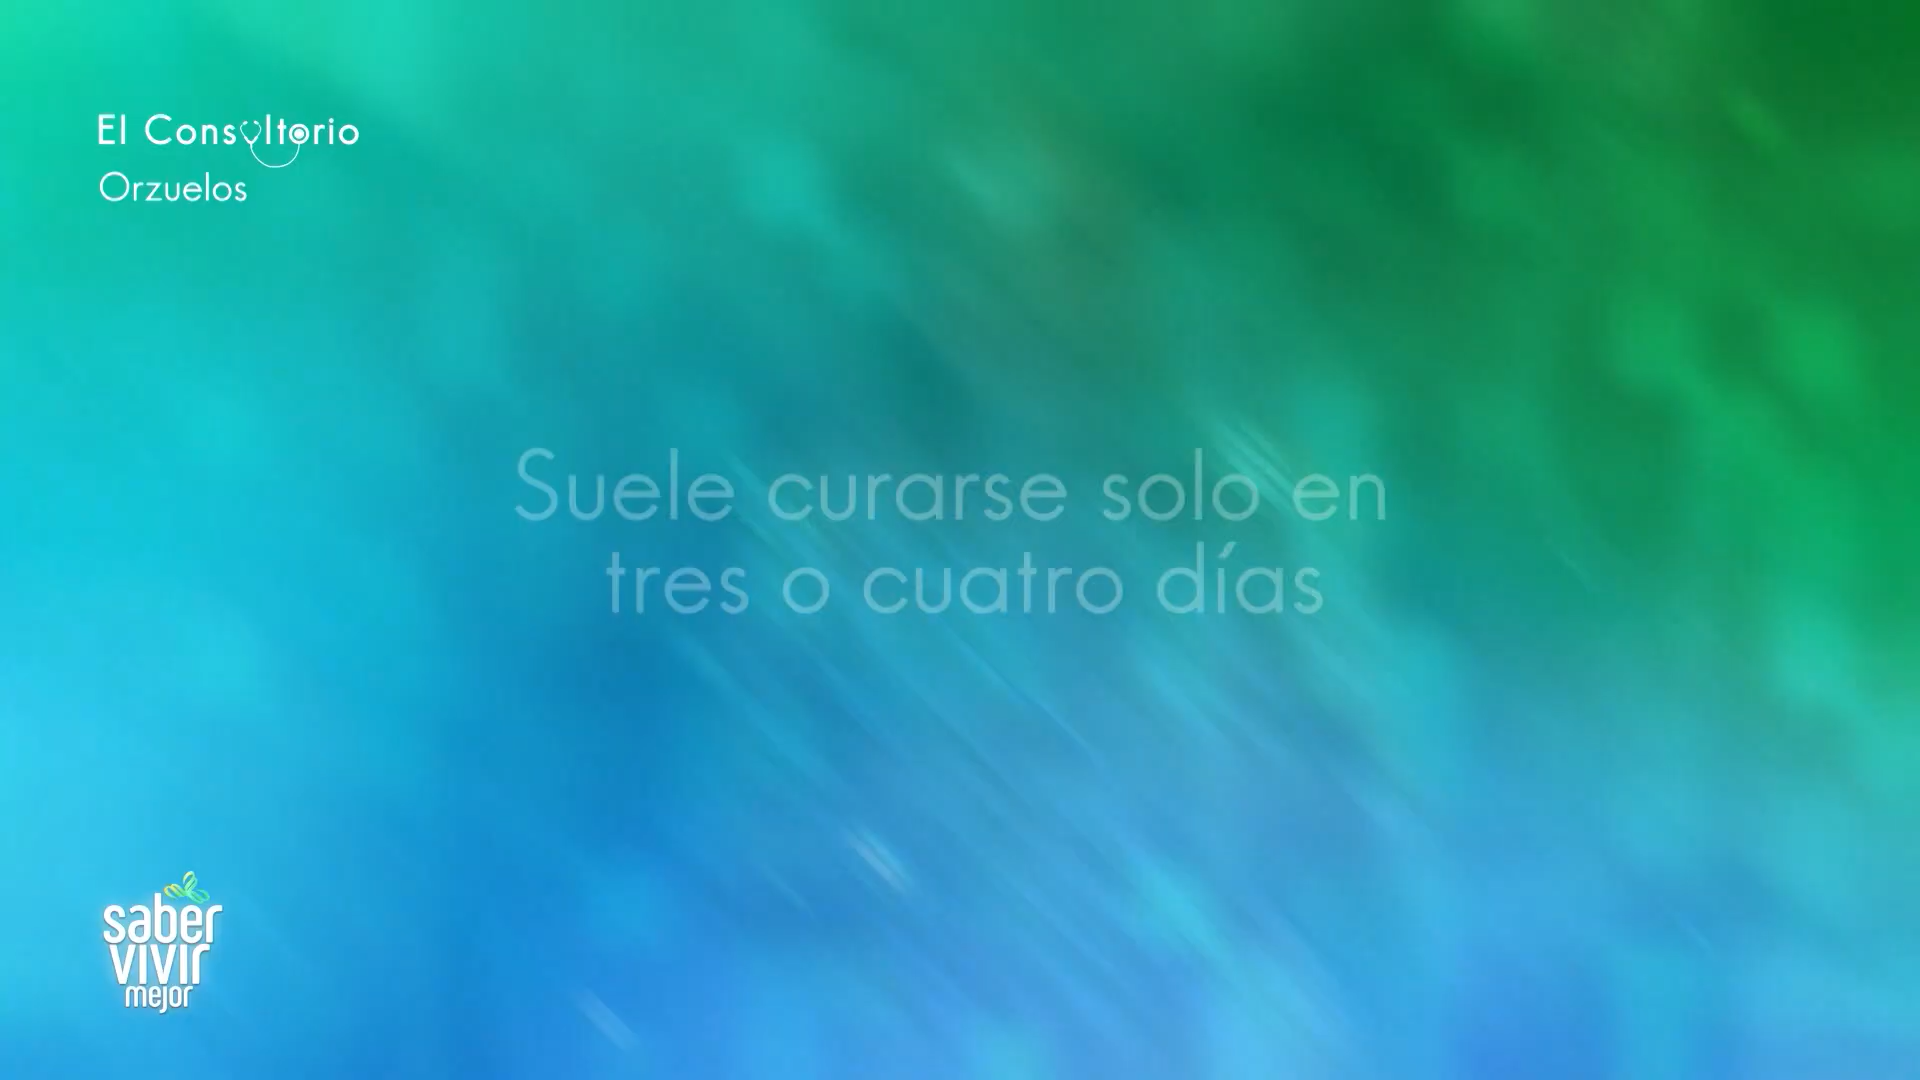 El Consultorio
Orzuelos
Suele curarse solo en
tres o cuatro días
saber
vivir
mejor